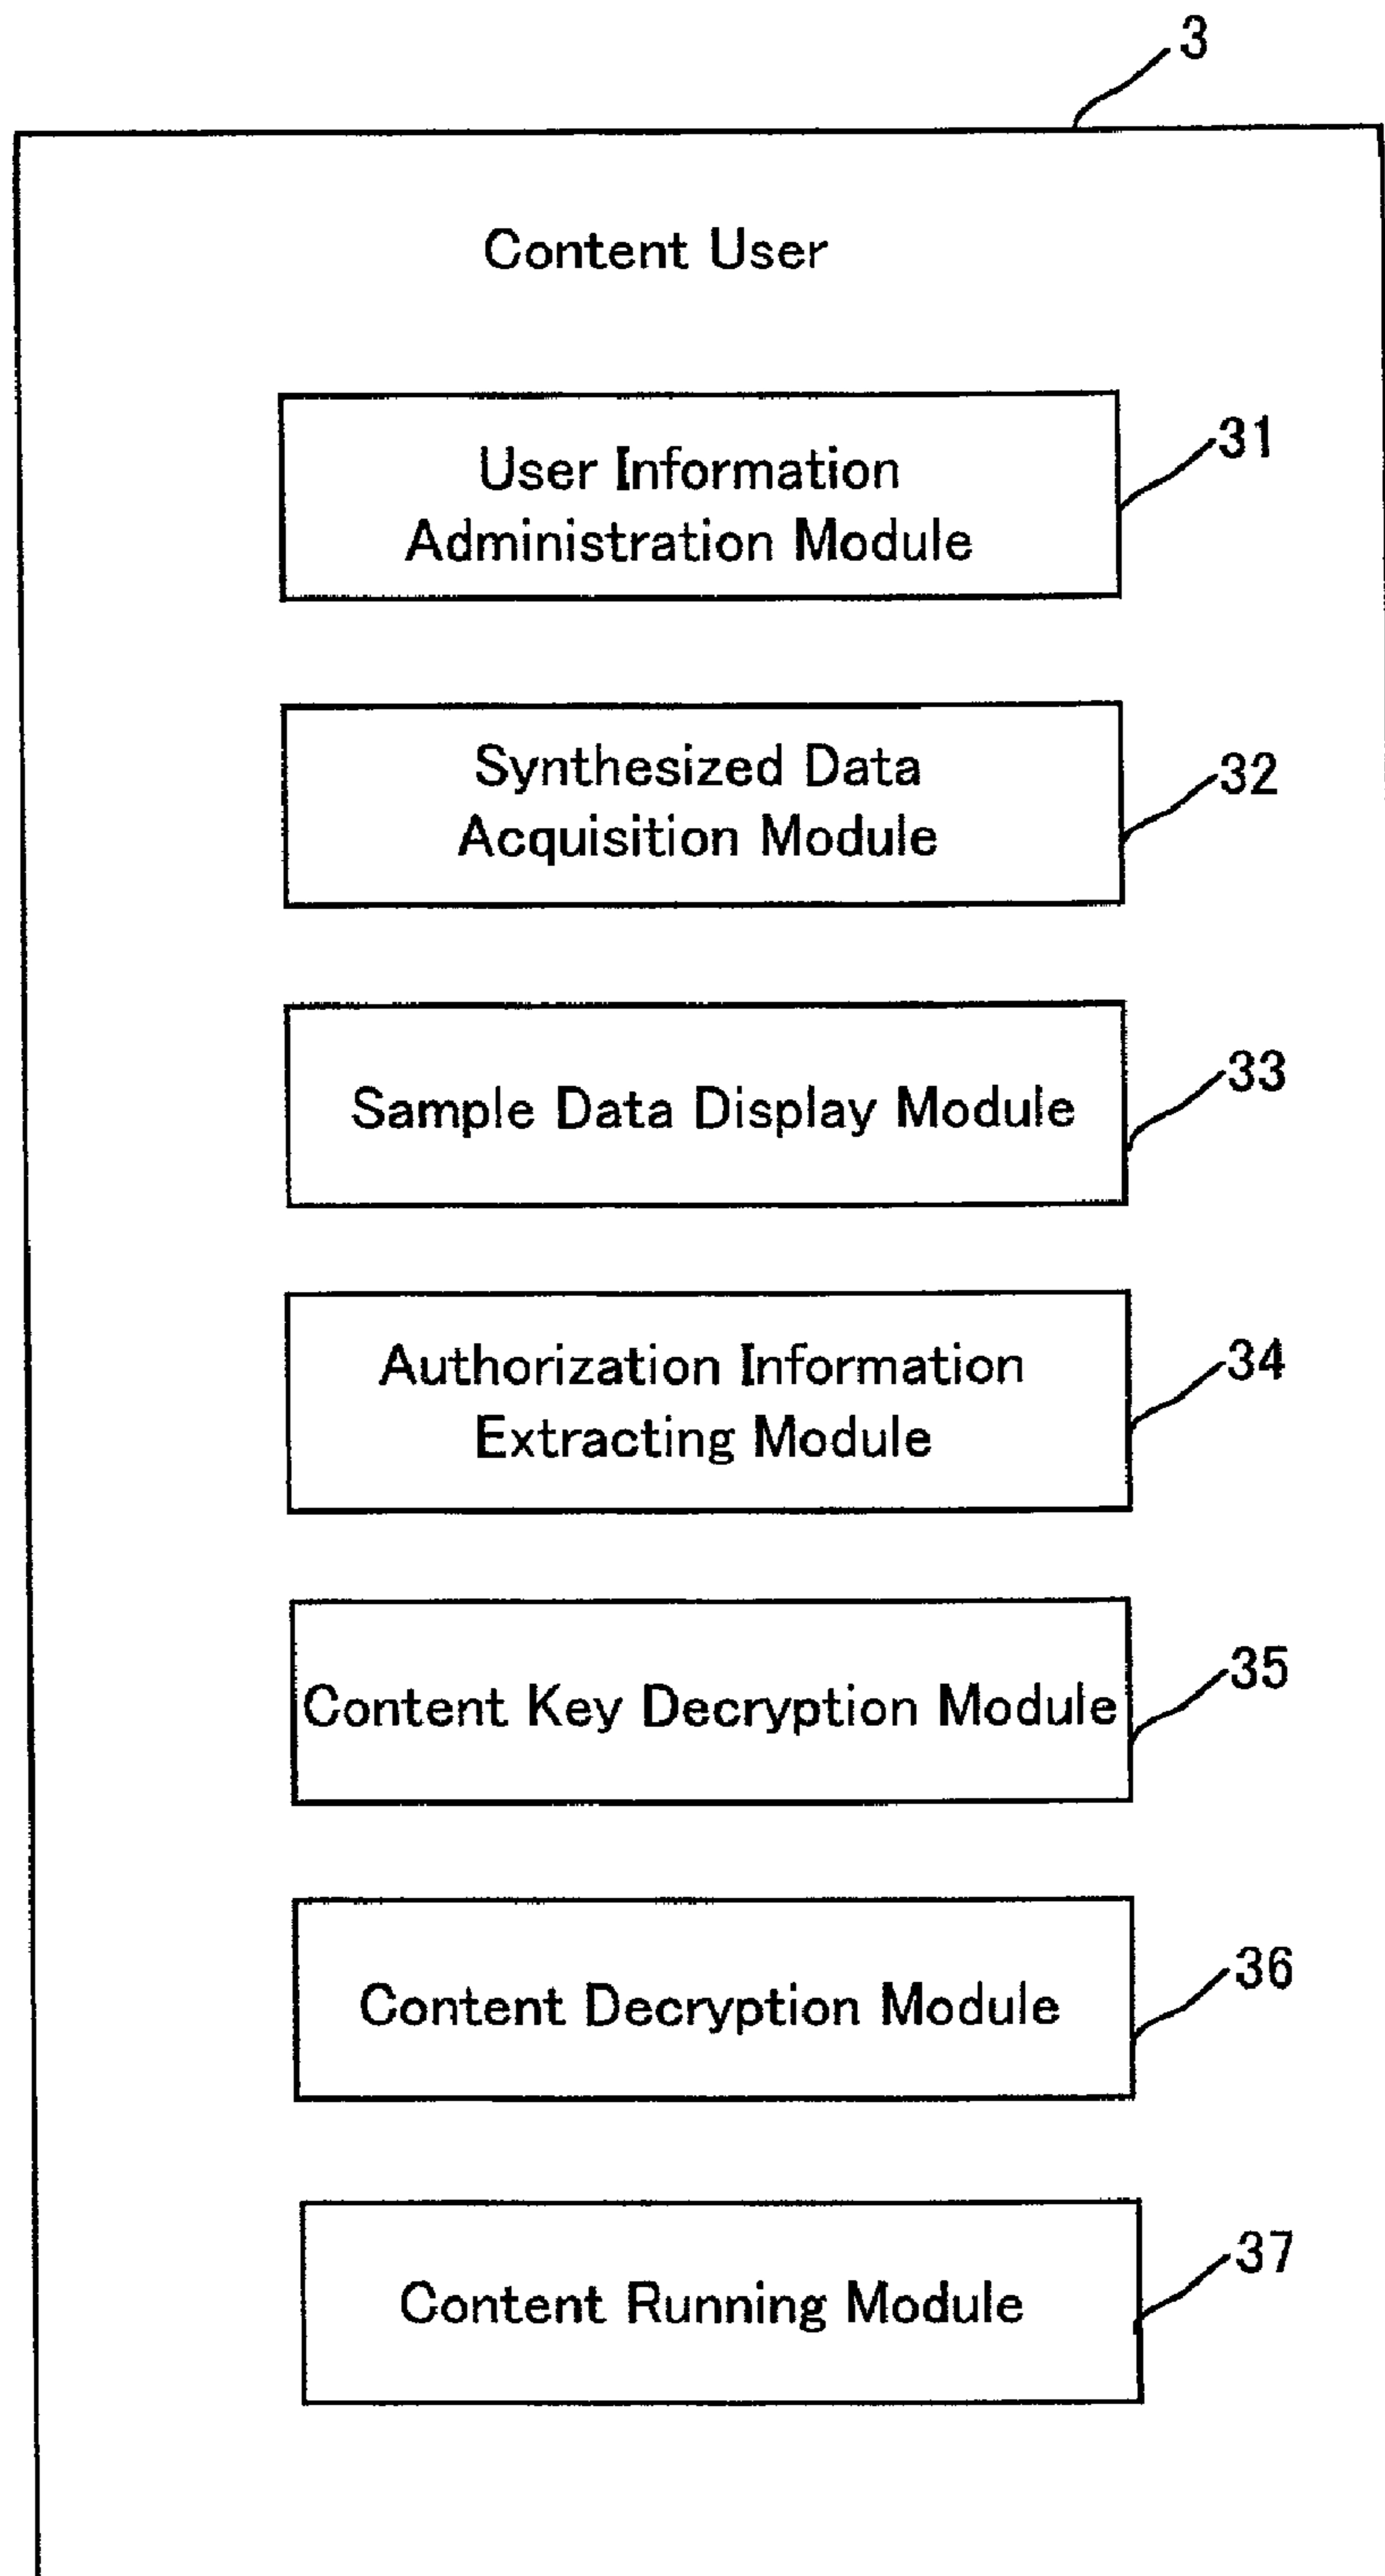 3
Content User
User Information
Administration Module
31
Synthesized Data
Acquisition Module
32
Sample Data Display Module
33
Authorization Information
Extracting Module
34
Content Key Decryption Module
35
Content Decryption Module
36
Content Running Module
37